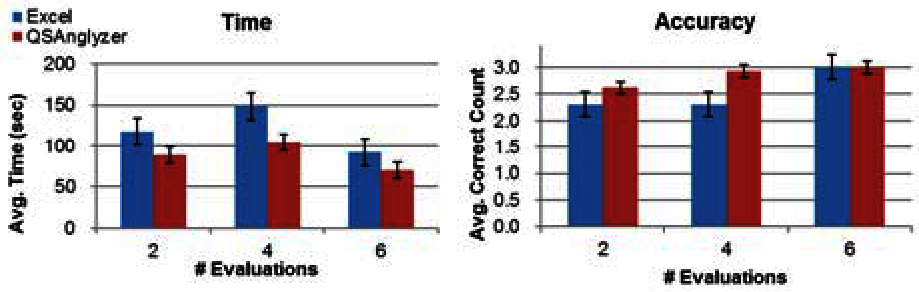 Excel
QSAnglyzer
Time
200
150
100
50
0
Avg. Time (sec)
2 4 6
# Evaluations
Accuracy
3.0
2.5
2.0
1.5
1.0
0.5
0.0
Avg. Correct Count
2 4 6
# Evaluations